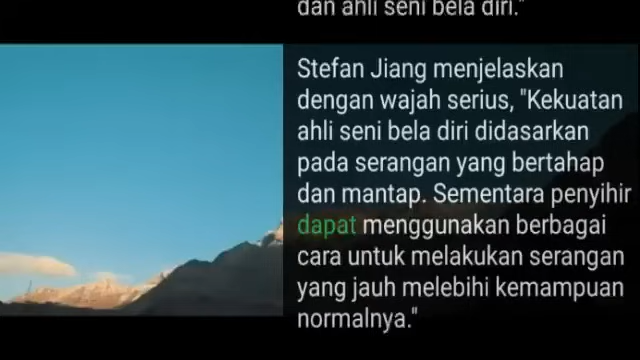 dan ahli seni bela diri."
Stefan Jiang menjelaskan
dengan wajah serius, "Kekuatan
ahli seni bela diri didasarkan
pada serangan yang bertahap
dan mantap. Sementara penyihir
dapat menggunakan berbagai
cara untuk melakukan serangan
yang jauh melebihi kemampuan
normalnya."